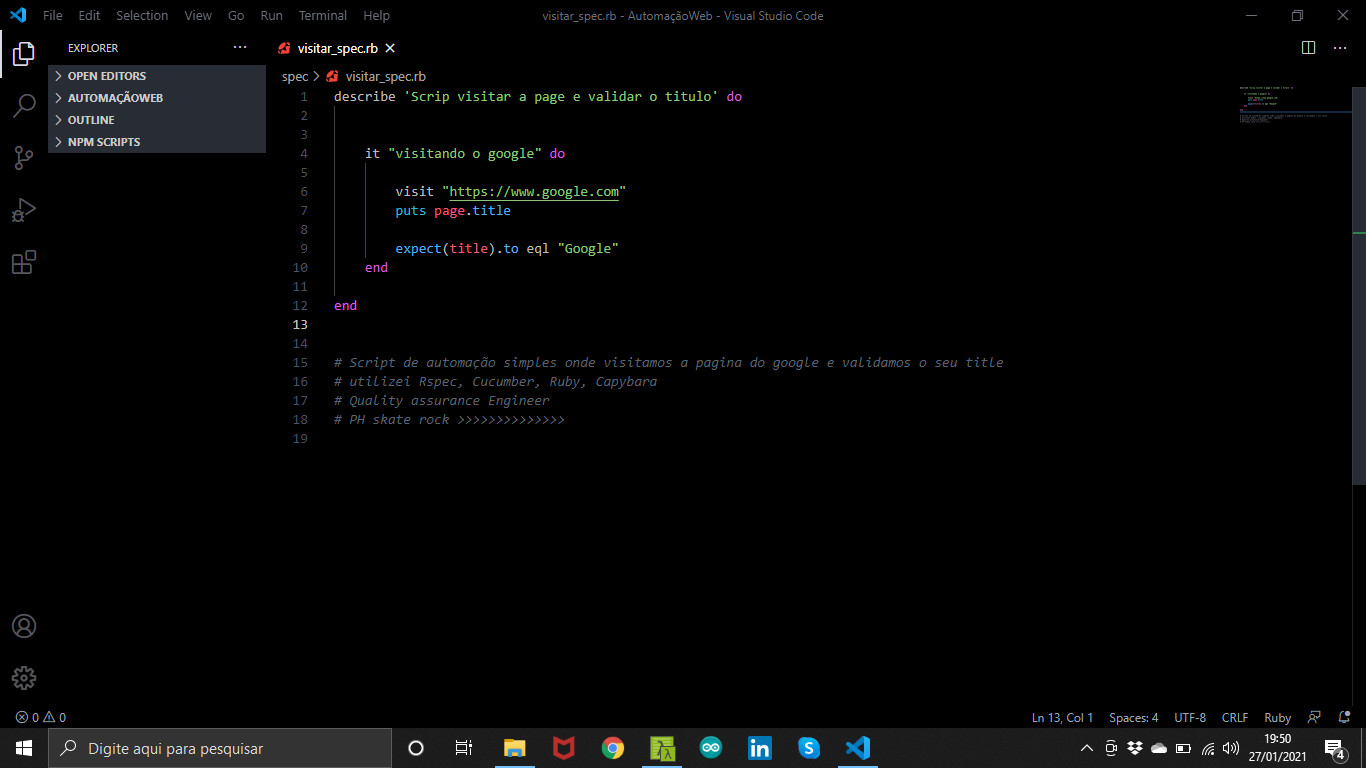 File Edit Selection View Go Run Terminal Help
visitar_spec.rb - AutomaçãoWeb - Visual Studio Code
EXPLORER
OPEN EDITORS
AUTOMAÇÃOWEB
OUTLINE
NPM SCRIPTS
visitar_spec.rb
spec > visitar_spec.rb
1 describe 'Scrip visitar a page e validar o titulo' do
2
3
4 it "visitando o google" do
5
6 visit "https://www.google.com"
7 puts page.title
8
9 expect(title).to eql "Google"
10 end
11
12 end
13
14
15 # Script de automação simples onde visitamos a pagina do google e validamos o seu title
16 # utilizei Rspec, Cucumber, Ruby, Capybara
17 # Quality assurance Engineer
18 # PH skate rock >>>>>>>>>>>>>>
19
0 0
Ln 13, Col 1 Spaces: 4 UTF-8 CRLF Ruby
Digite aqui para pesquisar
19:50
27/01/2021
4